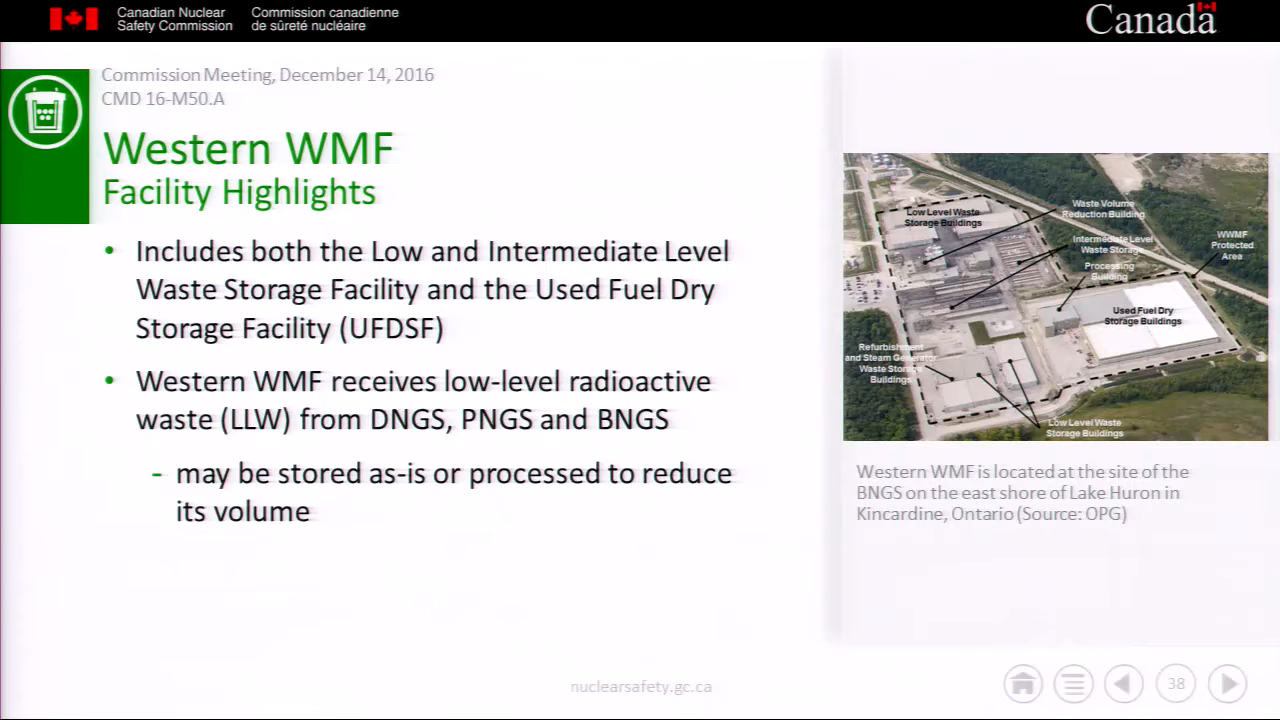 Canadian Nuclear
Safety Commission
Commission canadienne
de sûreté nucléaire
Canada
Commission Meeting, December 14, 2016
CMD 16-M50.A
Western WMF
Facility Highlights
• Includes both the Low and Intermediate Level
Waste Storage Facility and the Used Fuel Dry
Storage Facility (UFDSF)
• Western WMF receives low-level radioactive
waste (LLW) from DNGS, PNGS and BNGS
- may be stored as-is or processed to reduce
its volume
Low Level Waste
Storage Buildings
Waste Volume
Reduction Building
Intermediate Level
Waste Storage
Processing
Building
WWMF
Protected
Area
Used Fuel Dry
Storage Buildings
Refurbishment
and Steam Generator
Waste Storage
Buildings
Low Level Waste
Storage Buildings
Western WMF is located at the site of the
BNGS on the east shore of Lake Huron in
Kincardine, Ontario (Source: OPG)
nuclearsafety.gc.ca
38